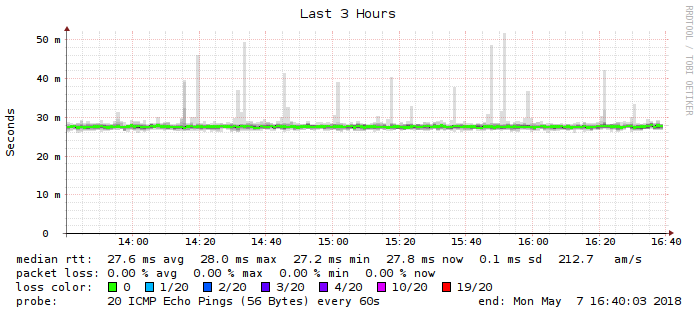 Last 3 Hours
RRDTOOL / TOBI OETIKER
Seconds
50 m
40 m
30 m
20 m
10 m
0
14:00 14:20 14:40 15:00 15:20 15:40 16:00 16:20 16:40
median rtt: 27.6 ms avg 28.0 ms max 27.2 ms min 27.8 ms now 0.1 ms sd 212.7 am/s
packet loss: 0.00 % avg 0.00 % max 0.00 % min 0.00 % now
loss color: 0 1/20 2/20 3/20 4/20 10/20 19/20
probe: 20 ICMP Echo Pings (56 Bytes) every 60s end: Mon May 7 16:40:03 2018